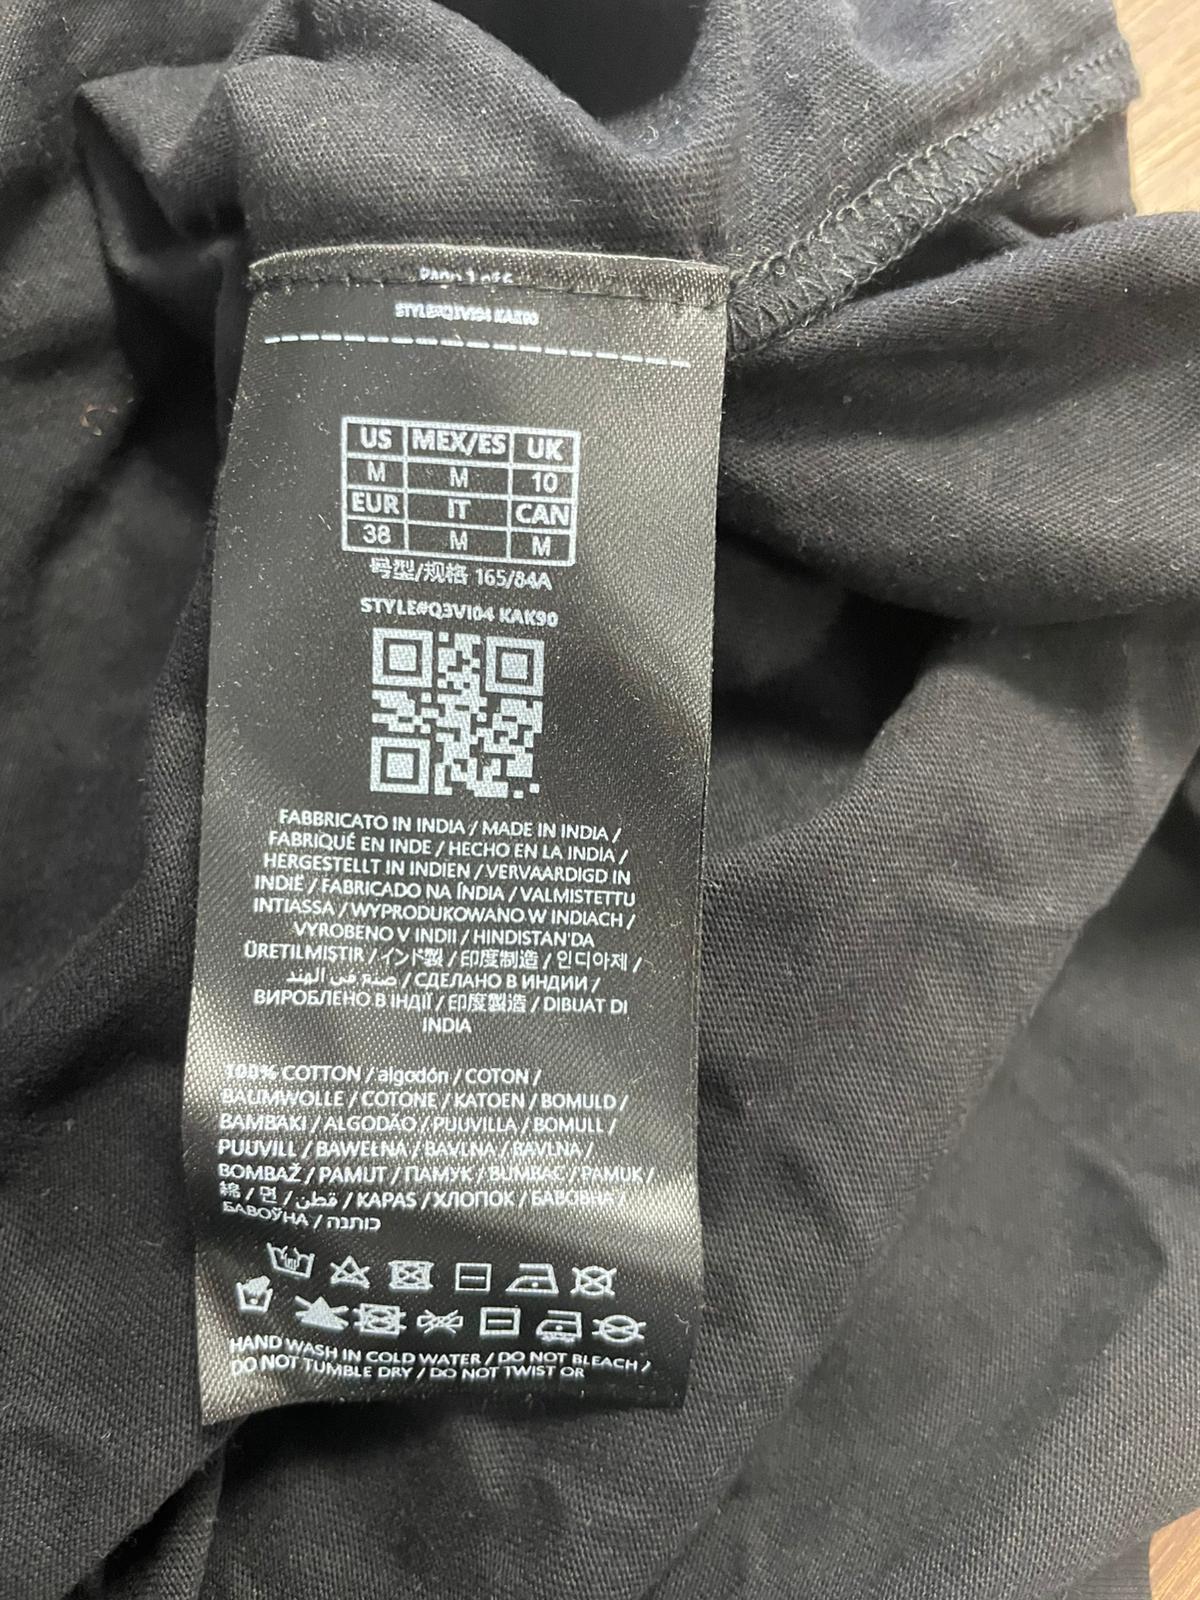 STYLE#Q3VI04 KAK90
US MEX/ES UK
M M 10
EUR IT CAN
38 M M
号型/规格 165/84A
STYLE#Q3VI04 KAK90
FABBRICATO IN INDIA / MADE IN INDIA /
FABRIQUÉ EN INDE / HECHO EN LA INDIA /
HERGESTELLT IN INDIEN / VERVAARDIGD IN
INDIË / FABRICADO NA ÍNDIA / VALMISTETTU
INTIASSA / WYPRODUKOWANO W INDIACH /
VYROBENO V INDII / HINDISTAN'DA
ÜRETILMISTIR / インド製 / 印度制造 / 인디아제 /
صنع في الهند / СДЕЛАНО В ИНДИИ /
ВИРОБЛЕНО В ІНДІЇ / 印度製造 / DIBUAT DI
INDIA
100% COTTON / algodón / COTON /
BAUMWOLLE / COTONE / KATOEN / BOMULD /
BAMBAKI / ALGODÃO / PUUVILLA / BOMULL /
PUUVILL / BAWEŁNA / BAVLNA / BAVLNA /
BOMBAŽ / PAMUT / ПАМУК / BUMBAC / PAMUK /
綿 / 면 / قطن / KAPAS / ХЛОПОК / БАВОВНА /
БАВОЎНА / כותנה
HAND WASH IN COLD WATER / DO NOT BLEACH /
DO NOT TUMBLE DRY / DO NOT TWIST OR